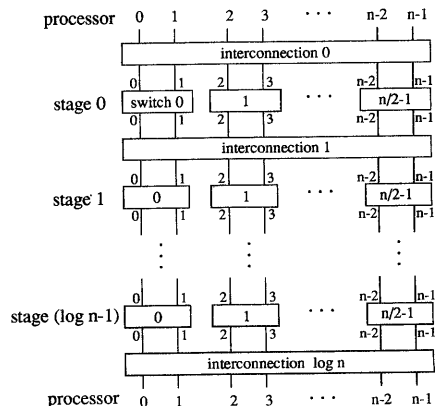 processor 0 1 2 3 · · · n-2 n-1
interconnection 0
0 1 2 3 n-2 n-1
stage 0 switch 0 1 · · · n/2-1
0 1 2 3 n-2 n-1
interconnection 1
0 1 2 3 n-2 n-1
stage 1 0 1 · · · n/2-1
0 1 2 3 n-2 n-1
0 1 2 3 n-2 n-1
stage (log n-1) 0 1 · · · n/2-1
0 1 2 3 n-2 n-1
interconnection log n
processor 0 1 2 3 · · · n-2 n-1